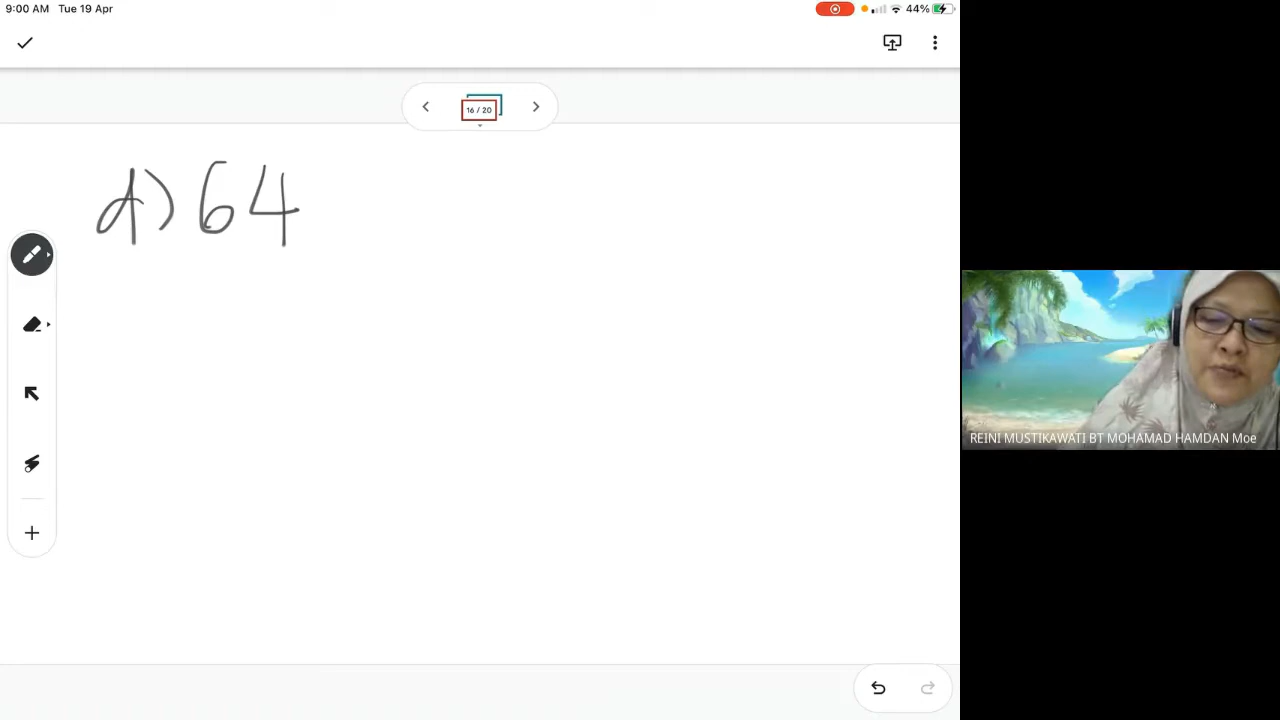 9:00 AM Tue 19 Apr
44%
16 / 20
d) 64
REINI MUSTIKAWATI BT MOHAMAD HAMDAN Moe